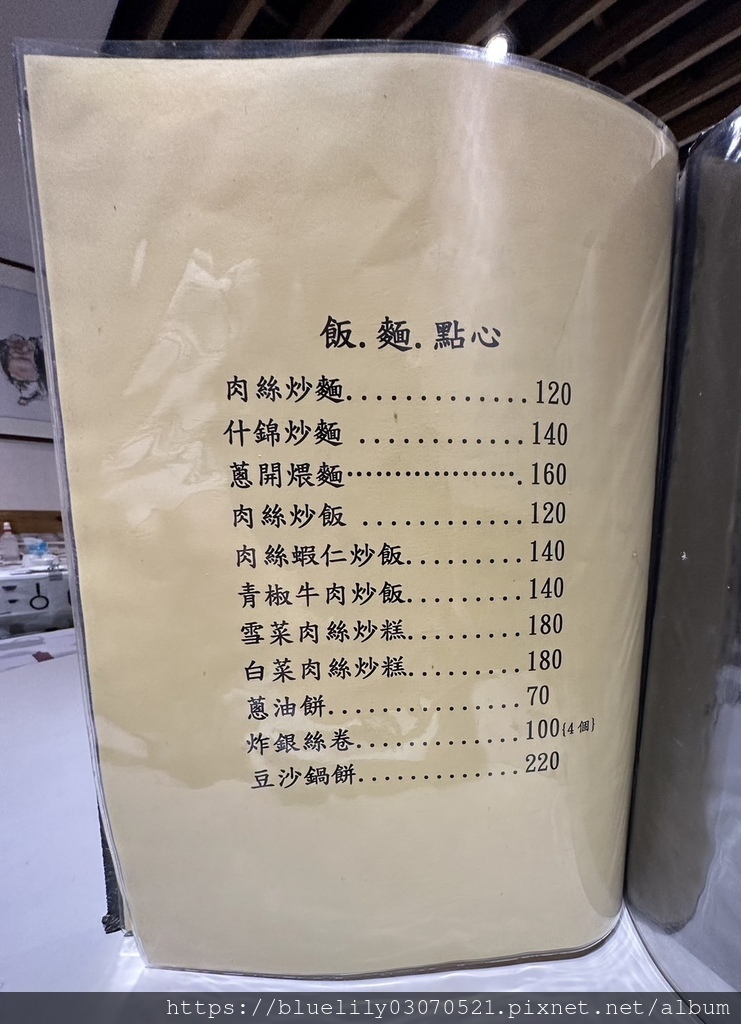 飯.麵.點心
肉絲炒麵.............120
什錦炒麵 ............140
蔥開煨麵··················.160
肉絲炒飯 ............120
肉絲蝦仁炒飯.........140
青椒牛肉炒飯.........140
雪菜肉絲炒糕.........180
白菜肉絲炒糕.........180
蔥油餅...............70
炸銀絲卷.............100{4個}
豆沙鍋餅.............220
https://bluelily03070521.pixnet.net/album